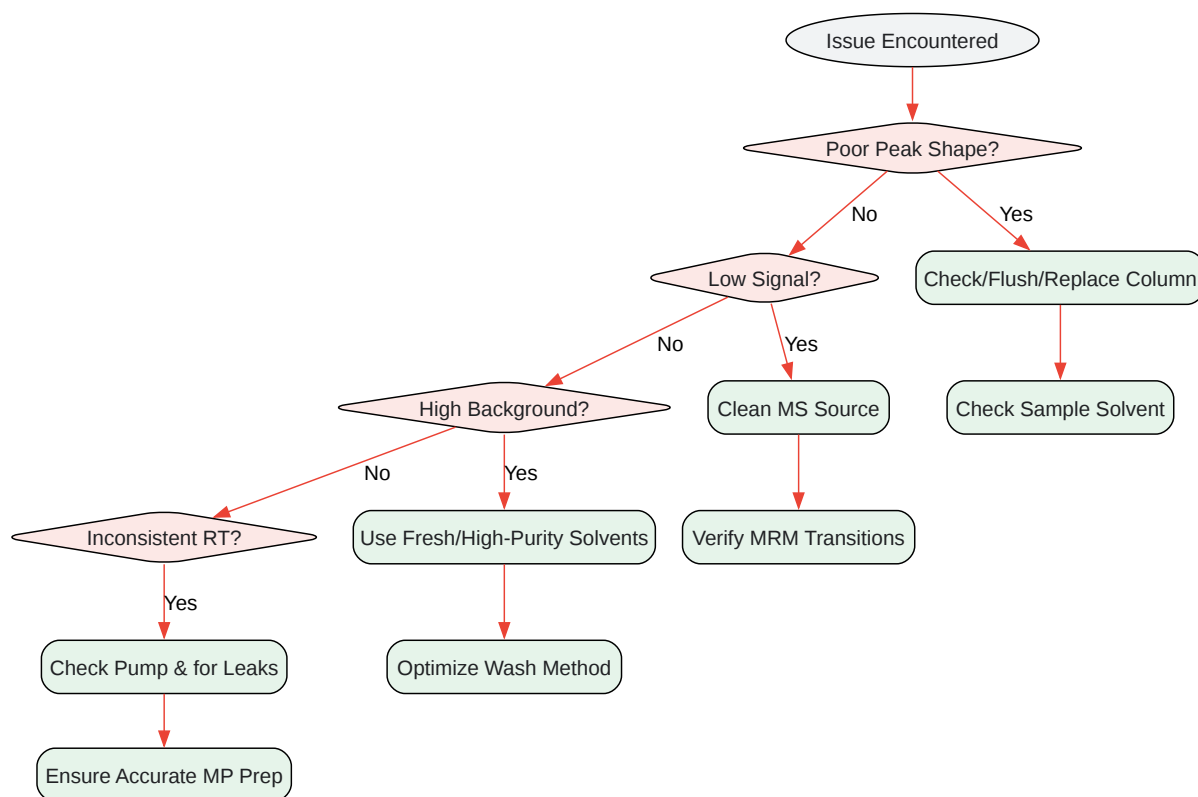 Issue Encountered
Poor Peak Shape?
No
Yes
Low Signal?
Check/Flush/Replace Column
No
Yes
High Background?
Clean MS Source
Check Sample Solvent
No
Yes
Inconsistent RT?
Use Fresh/High-Purity Solvents
Verify MRM Transitions
Yes
Check Pump & for Leaks
Optimize Wash Method
Ensure Accurate MP Prep